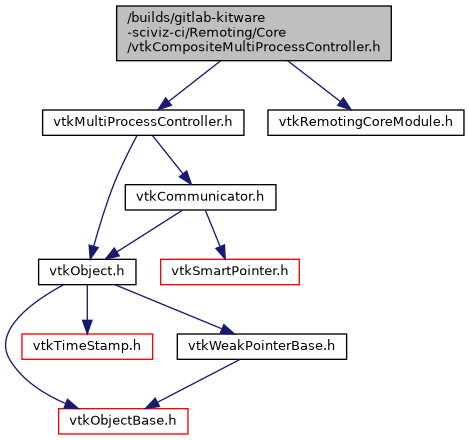 /builds/gitlab-kitware
-sciviz-ci/Remoting/Core
/vtkCompositeMultiProcessController.h
vtkMultiProcessController.h
vtkRemotingCoreModule.h
vtkCommunicator.h
vtkObject.h
vtkSmartPointer.h
vtkTimeStamp.h
vtkWeakPointerBase.h
vtkObjectBase.h